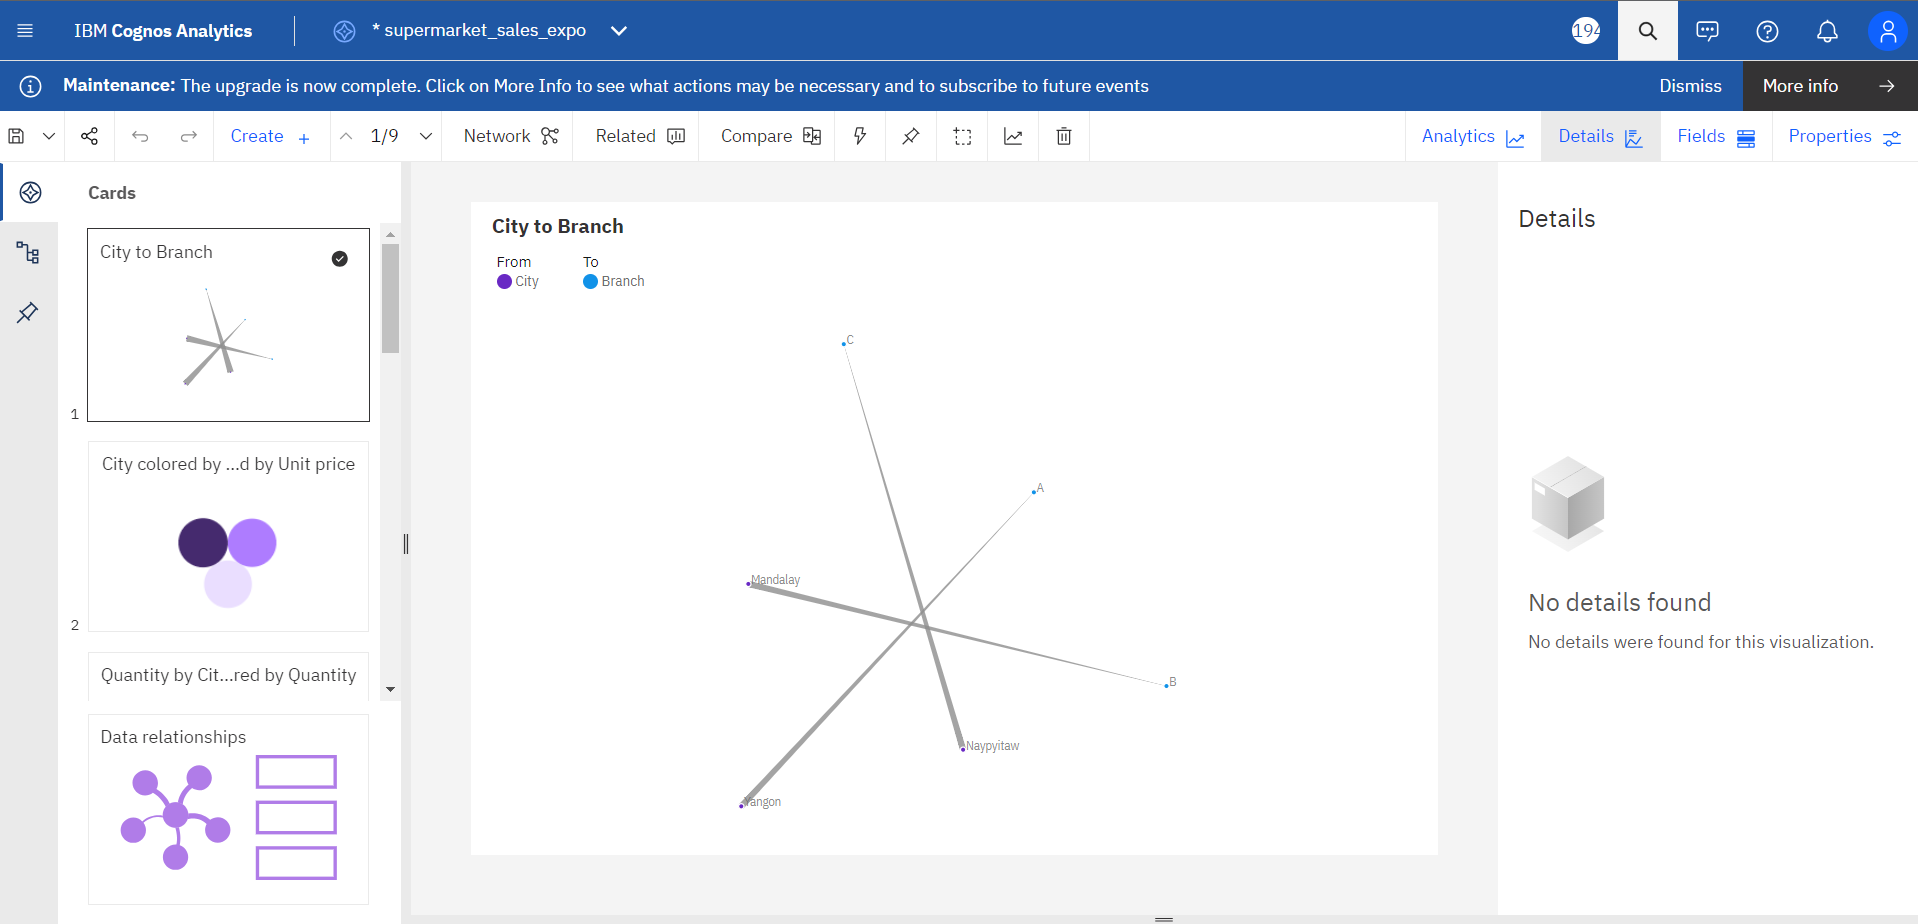 IBM Cognos Analytics
* supermarket_sales_expo
194
Maintenance: The upgrade is now complete. Click on More Info to see what actions may be necessary and to subscribe to future events
Dismiss
More info
Create
1/9
Network
Related
Compare
Analytics
Details
Fields
Properties
Cards
City to Branch
1
City colored by ...d by Unit price
2
Quantity by Cit...red by Quantity
Data relationships
City to Branch
From
To
City
Branch
C
A
Mandalay
B
Naypyitaw
Yangon
Details
No details found
No details were found for this visualization.